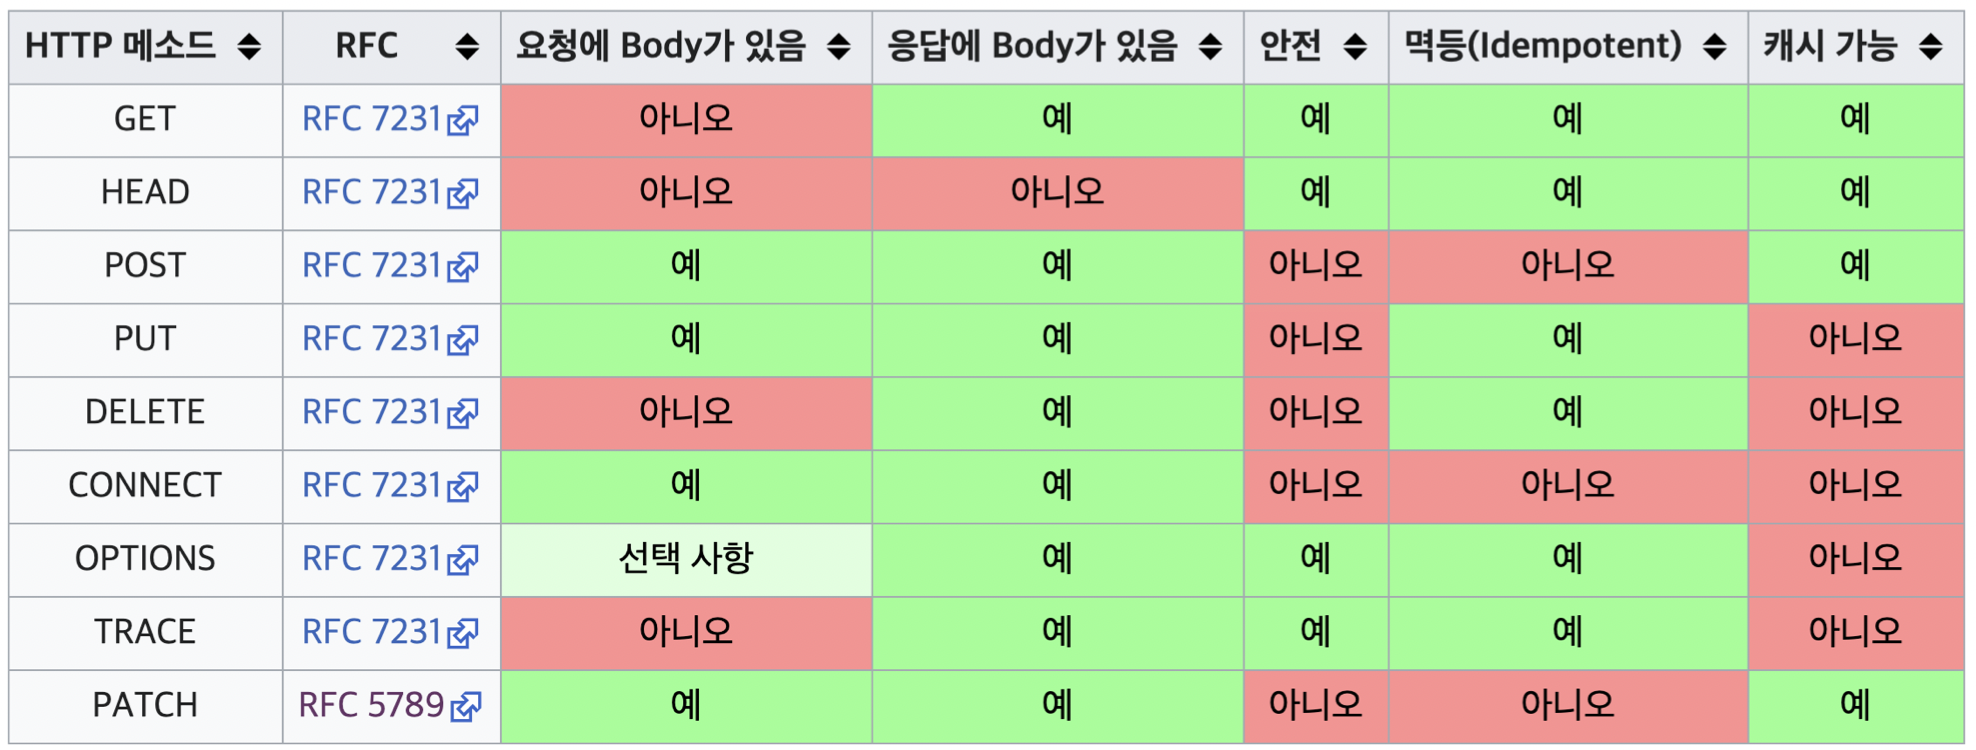 HTTP 메소드 RFC 요청에 Body가 있음 응답에 Body가 있음 안전 멱등(Idempotent) 캐시 가능
GET RFC 7231 아니오 예 예 예 예
HEAD RFC 7231 아니오 아니오 예 예 예
POST RFC 7231 예 예 아니오 아니오 예
PUT RFC 7231 예 예 아니오 예 아니오
DELETE RFC 7231 아니오 예 아니오 예 아니오
CONNECT RFC 7231 예 예 아니오 아니오 아니오
OPTIONS RFC 7231 선택 사항 예 예 예 아니오
TRACE RFC 7231 아니오 예 예 예 아니오
PATCH RFC 5789 예 예 아니오 아니오 예